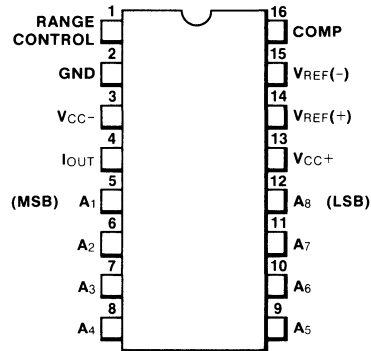 1
RANGE
CONTROL
2
GND
3
VCC−
4
IOUT
5
(MSB) A1
6
A2
7
A3
8
A4
16
COMP
15
VREF(−)
14
VREF(+)
13
VCC+
12
A8 (LSB)
11
A7
10
A6
9
A5